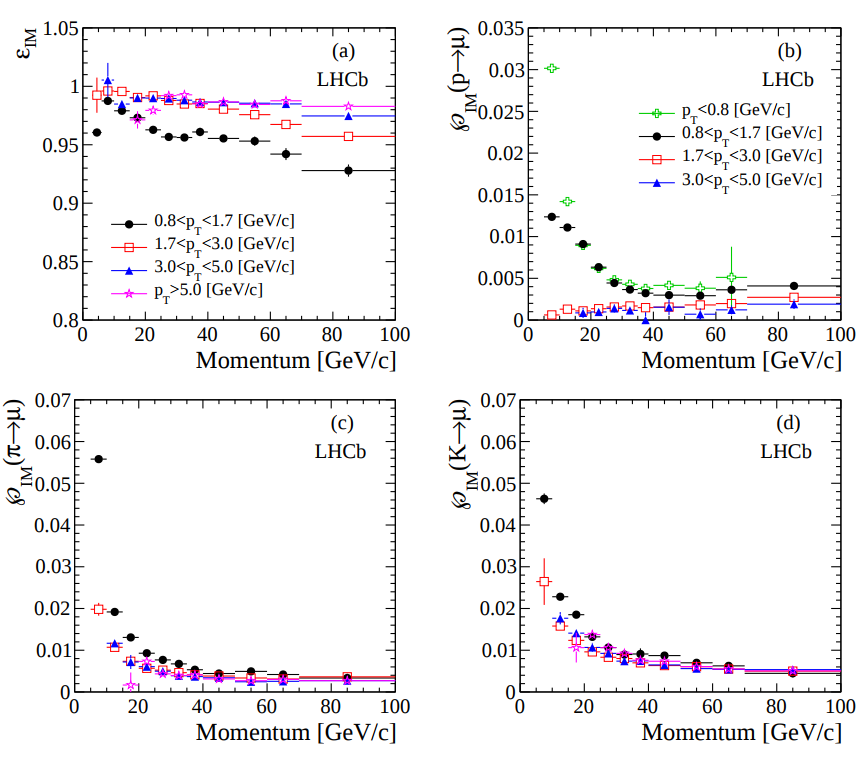 ε_IM
1.05
1
0.95
0.9
0.85
0.8
(a)
LHCb
0.8<p_T<1.7 [GeV/c]
1.7<p_T<3.0 [GeV/c]
3.0<p_T<5.0 [GeV/c]
p_T>5.0 [GeV/c]
0 20 40 60 80 100
Momentum [GeV/c]
℘_IM(p→μ)
0.035
0.03
0.025
0.02
0.015
0.01
0.005
0
(b)
LHCb
p_T<0.8 [GeV/c]
0.8<p_T<1.7 [GeV/c]
1.7<p_T<3.0 [GeV/c]
3.0<p_T<5.0 [GeV/c]
0 20 40 60 80 100
Momentum [GeV/c]
℘_IM(π→μ)
0.07
0.06
0.05
0.04
0.03
0.02
0.01
0
(c)
LHCb
0 20 40 60 80 100
Momentum [GeV/c]
℘_IM(K→μ)
0.07
0.06
0.05
0.04
0.03
0.02
0.01
0
(d)
LHCb
0 20 40 60 80 100
Momentum [GeV/c]